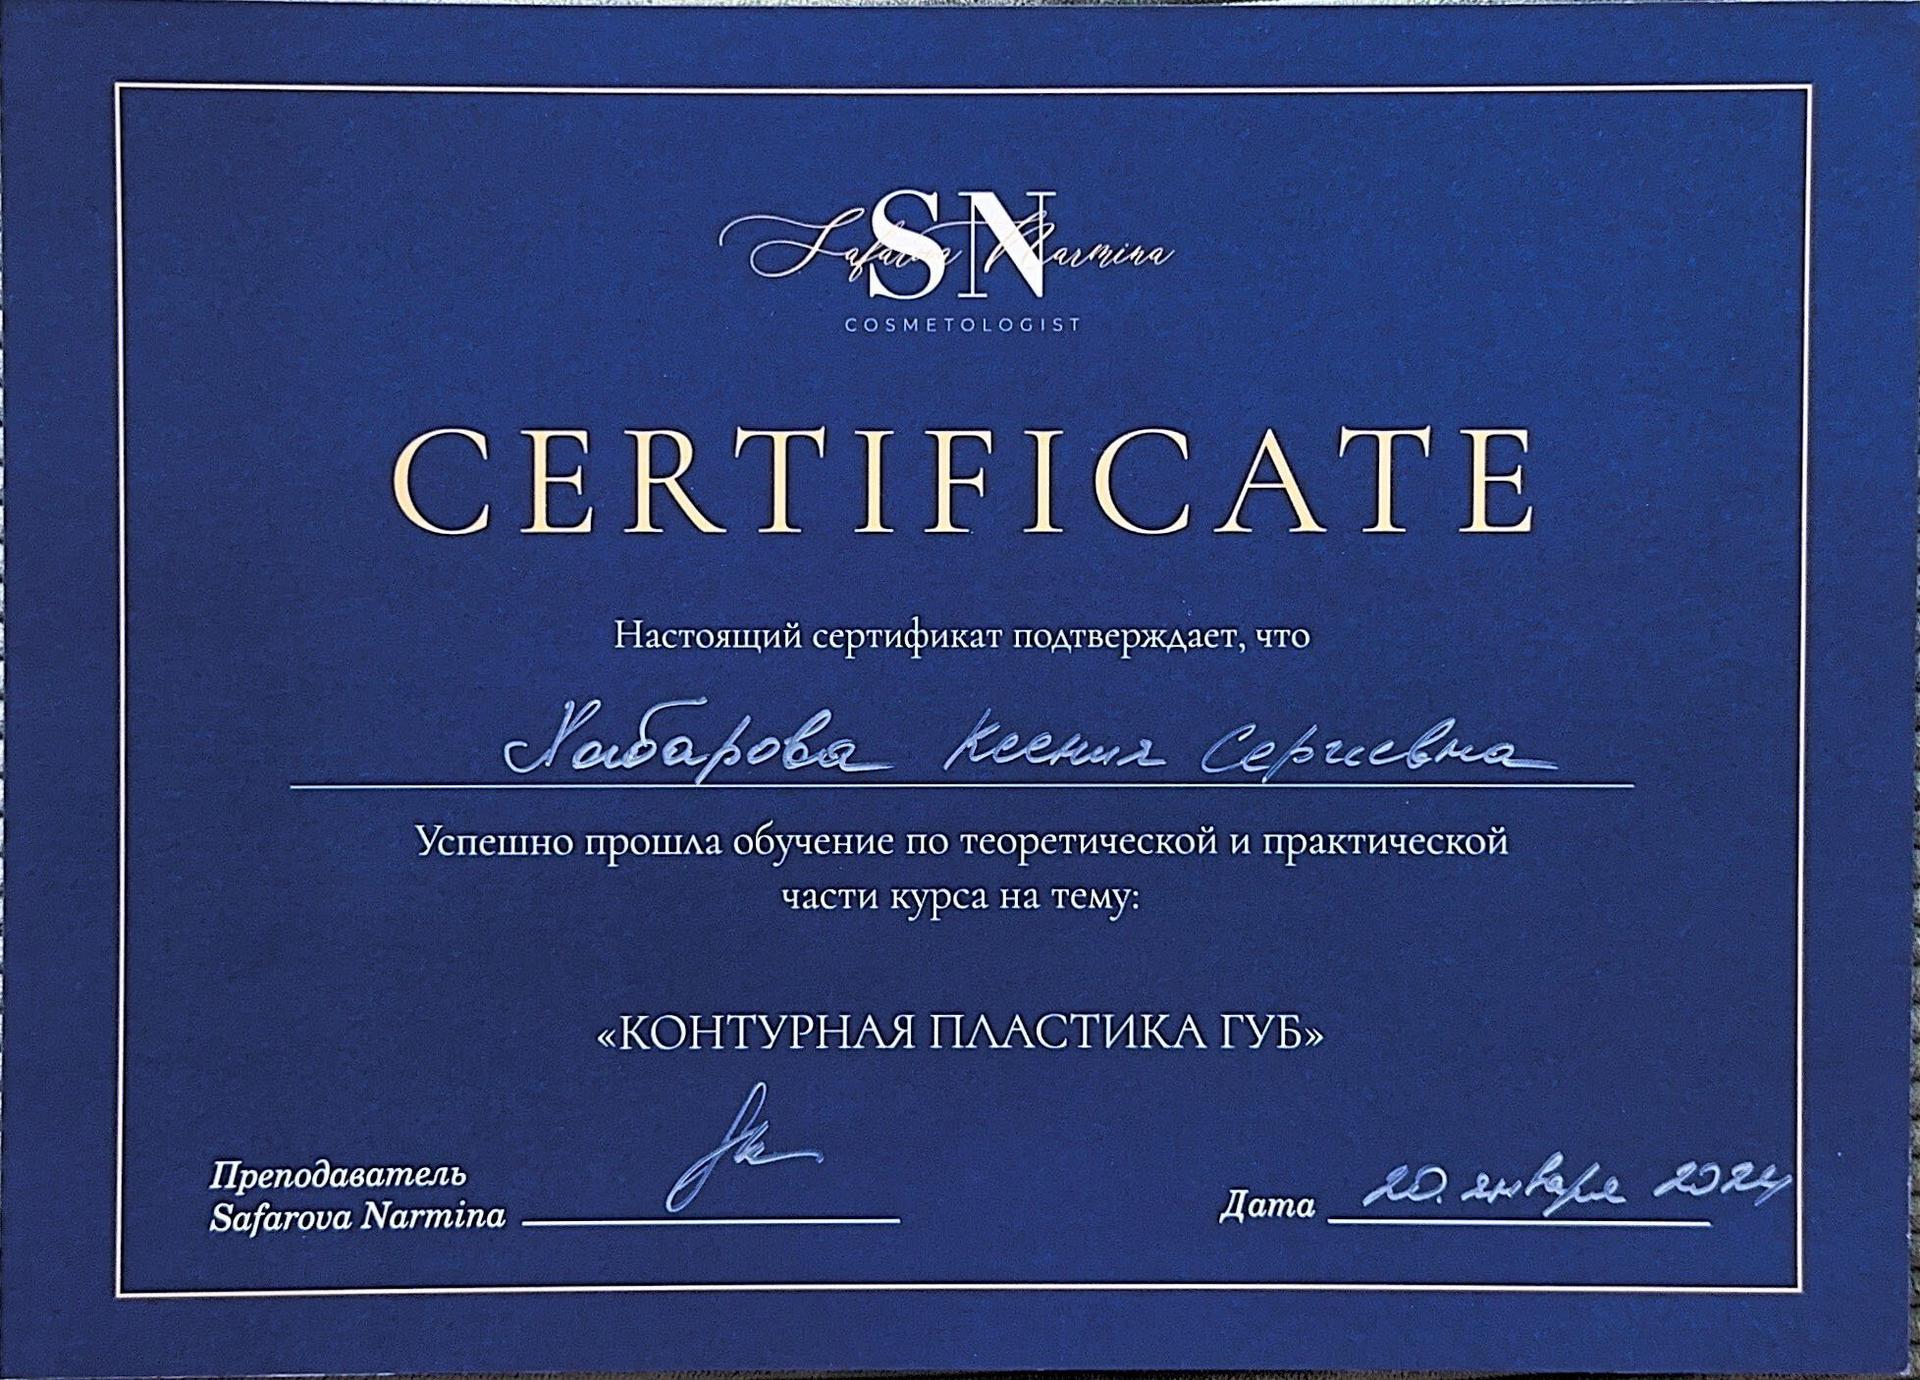 SN
Safarova Narmina
COSMETOLOGIST
CERTIFICATE
Настоящий сертификат подтверждает, что
Хабарова Ксения Сергеевна
Успешно прошла обучение по теоретической и практической
части курса на тему:
«КОНТУРНАЯ ПЛАСТИКА ГУБ»
Преподаватель
Safarova Narmina
Дата 20. января 2024